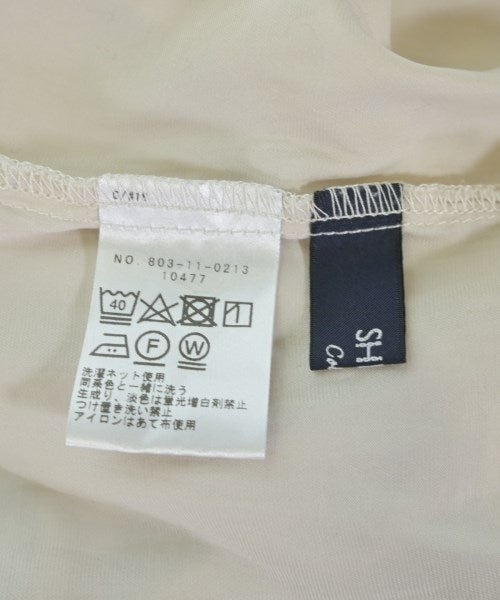 NO. 803-11-0213
10477
40
F
W
洗濯ネット使用
同系色と一緒に洗う
生成り、淡色は蛍光増白剤禁止
つけ置き洗い禁止
アイロンはあて布使用
SH
Co